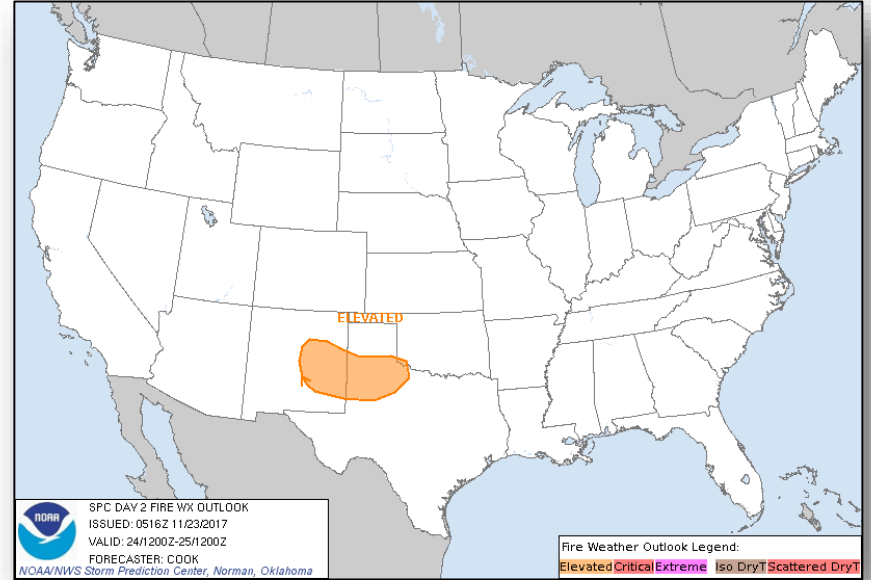 ELEVATED
NOAA
SPC DAY 2 FIRE WX OUTLOOK
ISSUED: 0516Z 11/23/2017
VALID: 24/1200Z-25/1200Z
FORECASTER: COOK
NOAA/NWS Storm Prediction Center, Norman, Oklahoma
Fire Weather Outlook Legend:
Elevated Critical Extreme Iso DryT Scattered DryT